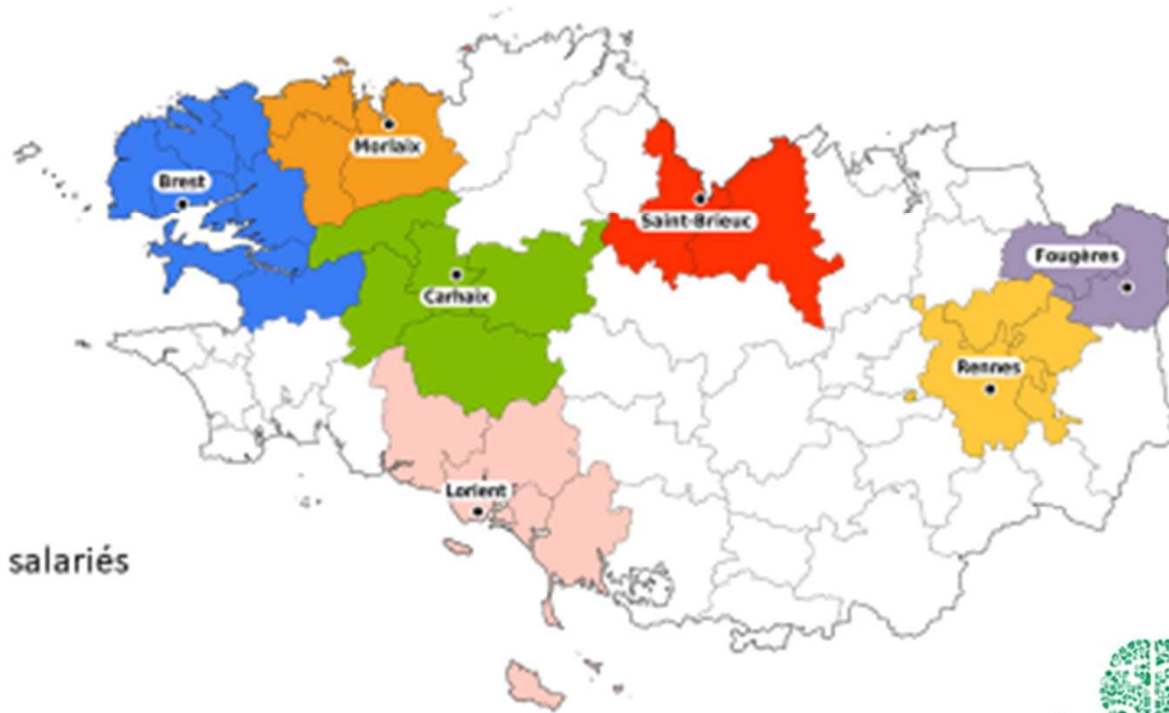 Morlaix
Brest
Saint-Brieuc
Fougères
Carhaix
Rennes
Lorient
salariés